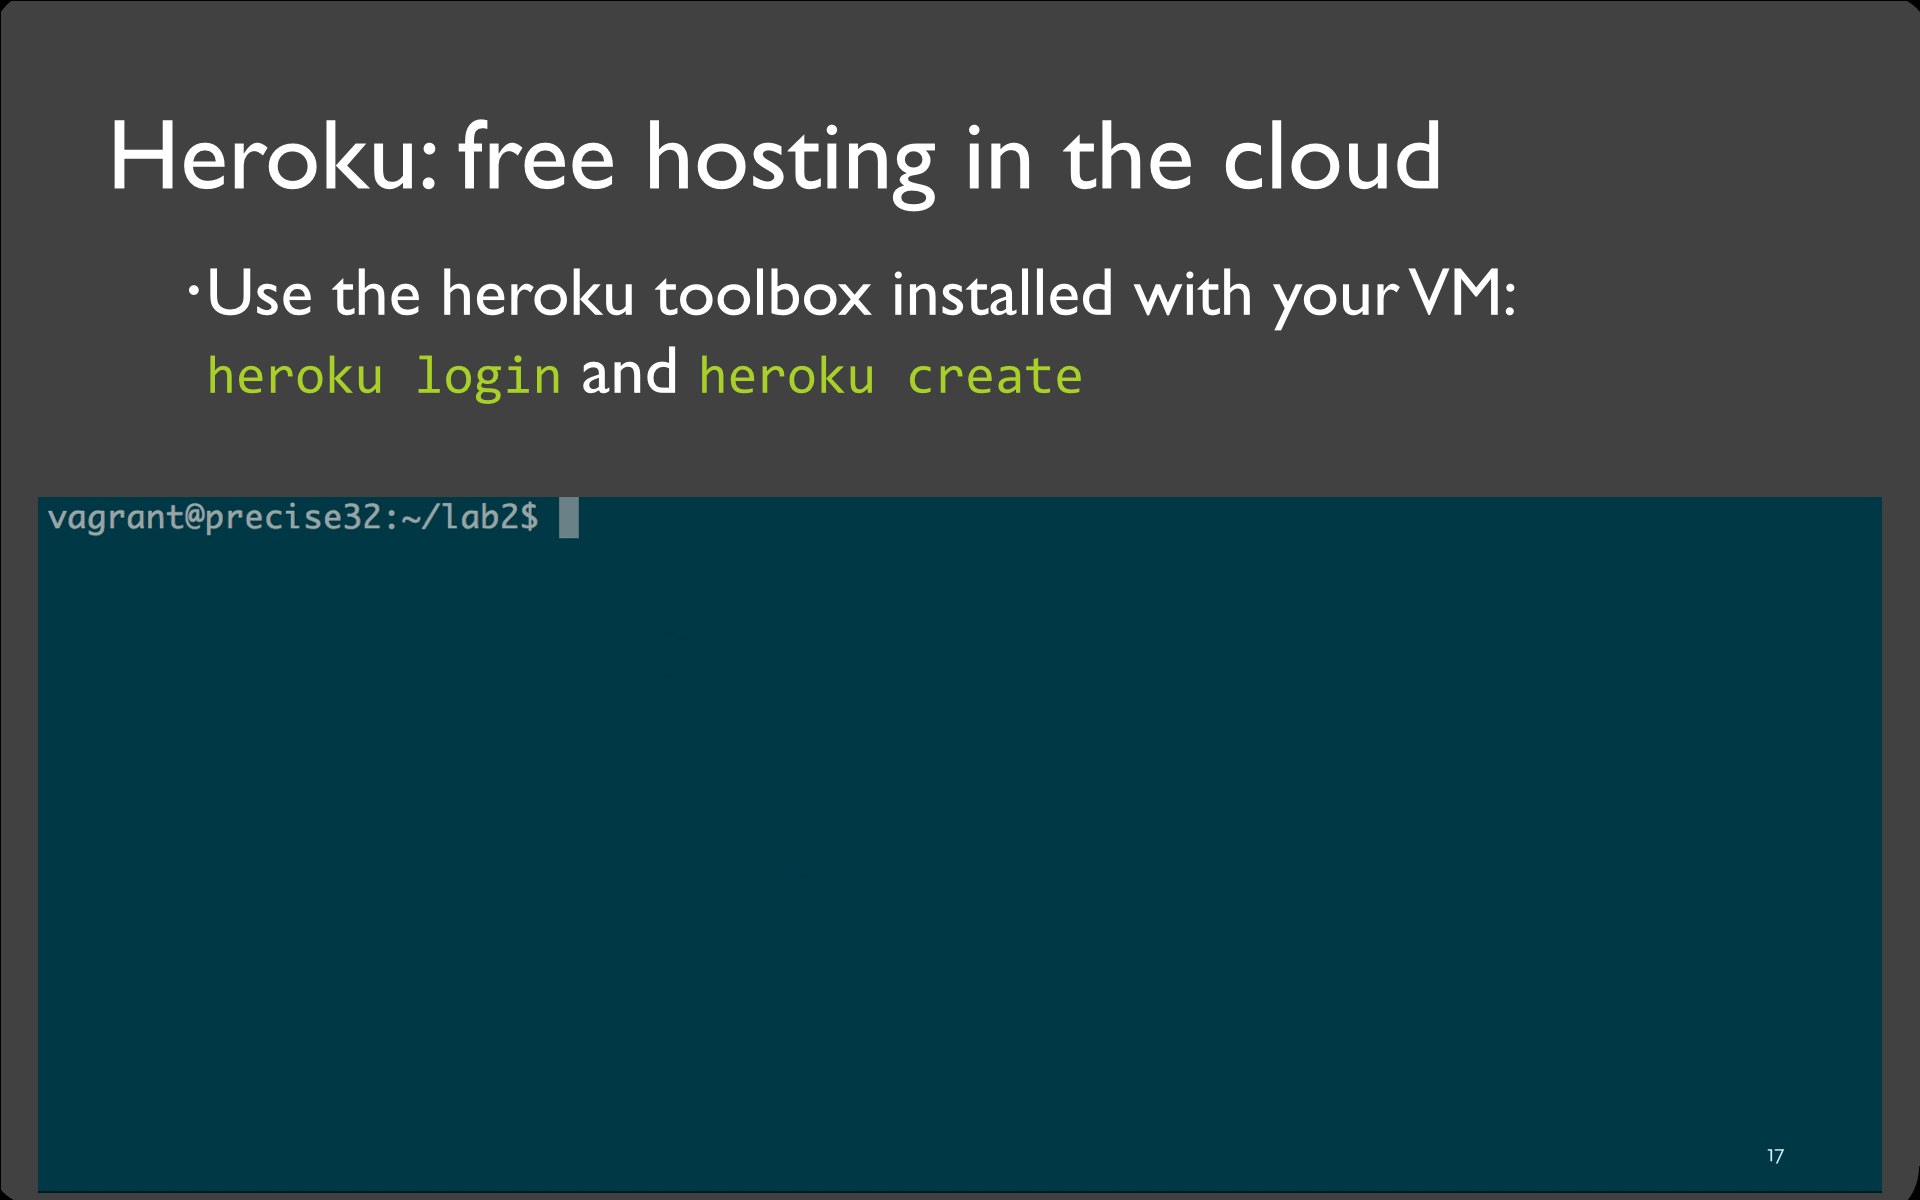 Heroku: free hosting in the cloud
·Use the heroku toolbox installed with your VM:
heroku login and heroku create
vagrant@precise32:~/lab2$
17